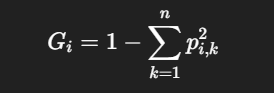 G_i = 1 - \sum_{k=1}^{n} p_{i,k}^2